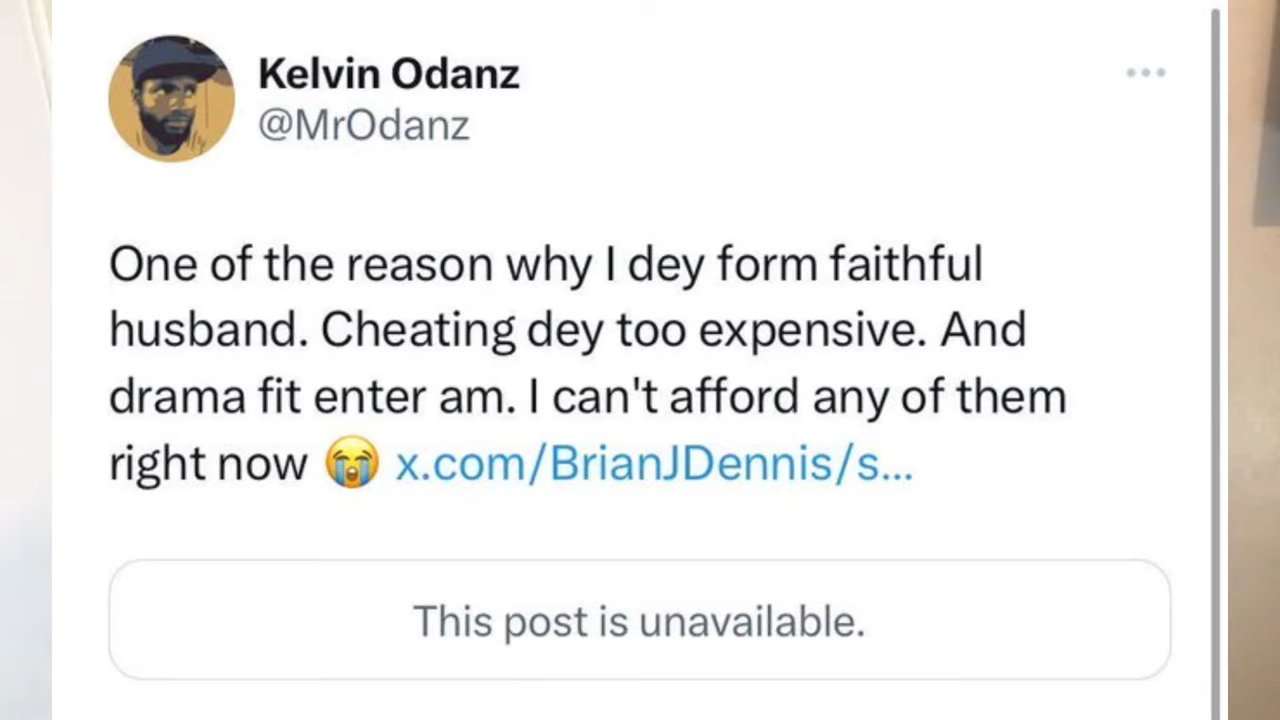 Kelvin Odanz
@MrOdanz
One of the reason why I dey form faithful
husband. Cheating dey too expensive. And
drama fit enter am. I can't afford any of them
right now 😭 x.com/BrianJDennis/s...
This post is unavailable.